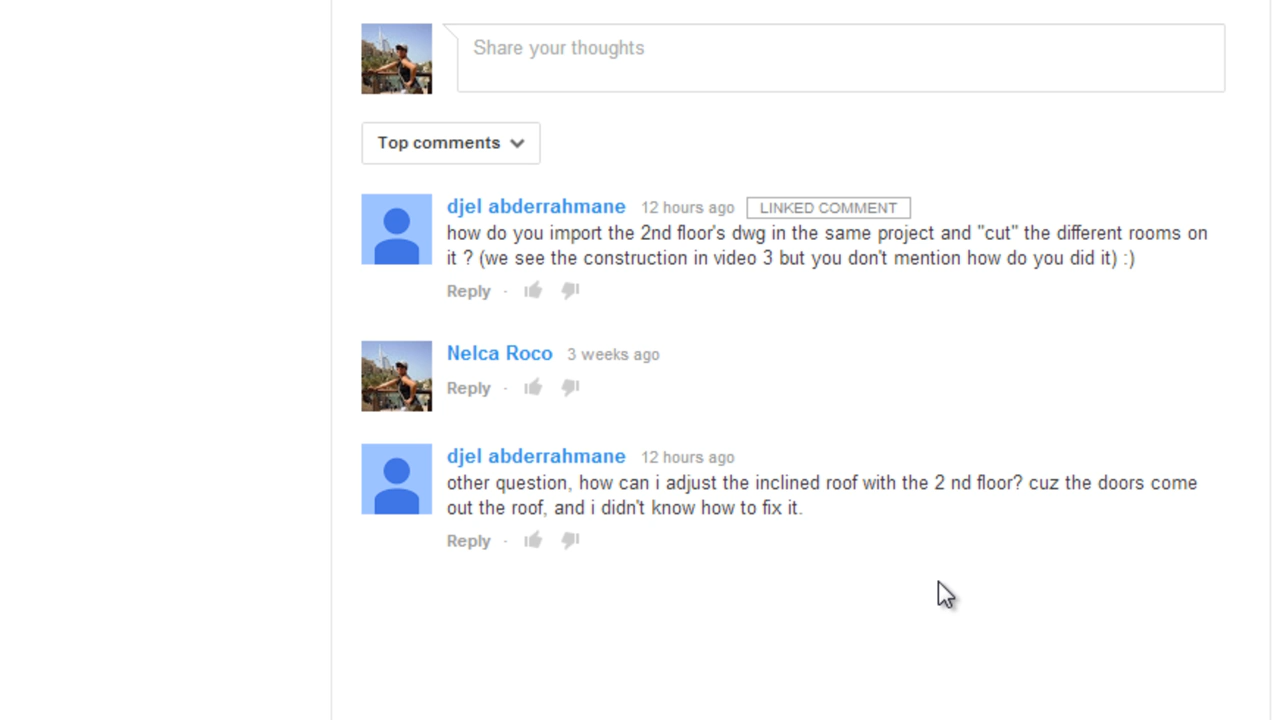 Share your thoughts
Top comments
djel abderrahmane 12 hours ago LINKED COMMENT
how do you import the 2nd floor's dwg in the same project and "cut" the different rooms on
it ? (we see the construction in video 3 but you don't mention how do you did it) :)
Reply ·
Nelca Roco 3 weeks ago
Reply ·
djel abderrahmane 12 hours ago
other question, how can i adjust the inclined roof with the 2 nd floor? cuz the doors come
out the roof, and i didn't know how to fix it.
Reply ·